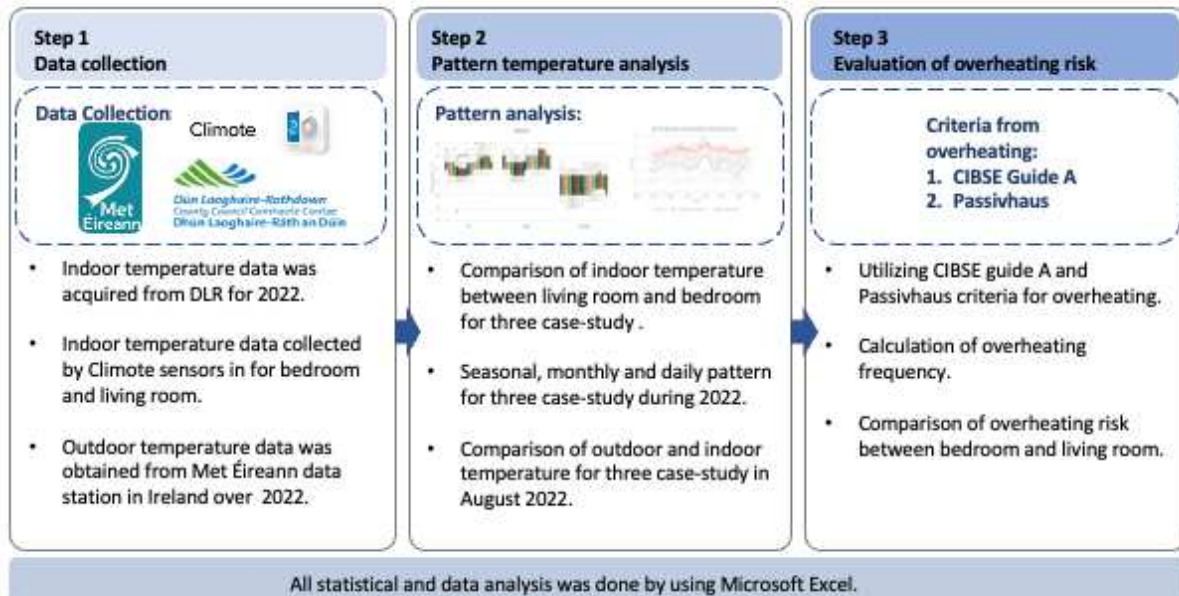 Step 1
Data collection
Data Collection:
Met
Éireann
Climote
Dún Laoghaire-Rathdown
County Council Comhairle Contae
Dhún Laoghaire-Ráth an Dúin
• Indoor temperature data was
acquired from DLR for 2022.
• Indoor temperature data collected
by Climote sensors in for bedroom
and living room.
• Outdoor temperature data was
obtained from Met Éireann data
station in Ireland over 2022.
Step 2
Pattern temperature analysis
Pattern analysis:
• Comparison of indoor temperature
between living room and bedroom
for three case-study .
• Seasonal, monthly and daily pattern
for three case-study during 2022.
• Comparison of outdoor and indoor
temperature for three case-study in
August 2022.
Step 3
Evaluation of overheating risk
Criteria from
overheating:
1. CIBSE Guide A
2. Passivhaus
• Utilizing CIBSE guide A and
Passivhaus criteria for overheating.
• Calculation of overheating
frequency.
• Comparison of overheating risk
between bedroom and living room.
All statistical and data analysis was done by using Microsoft Excel.